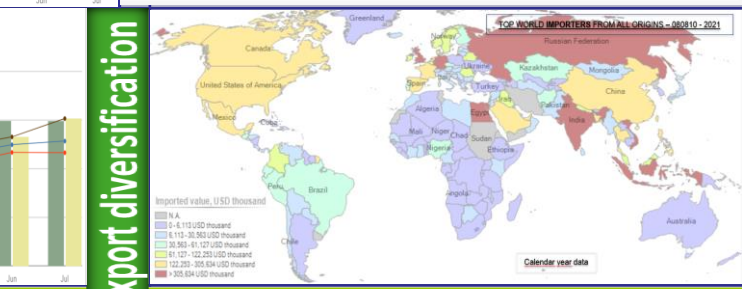 Jun
Jul
Jun
Jul
xport diversification
TOP WORLD IMPORTERS FROM ALL ORIGINS – 080810 - 2021
Greenland
Norway
Russian Federation
Canada
Ukraine
Kazakhstan
Mongolia
United States of America
Spain
Turkey
China
Iraq
Pakistan
Mexico
Cuba
Algeria
Egypt
India
Mali
Niger
Chad
Sudan
Nigeria
Ethiopia
Peru
Brazil
Angola
Australia
Chile
Imported value, USD thousand
N.A.
0 - 6,113 USD thousand
6,113 - 30,563 USD thousand
30,563 - 61,127 USD thousand
61,127 - 122,253 USD thousand
122,253 - 305,634 USD thousand
> 305,634 USD thousand
Calendar year data